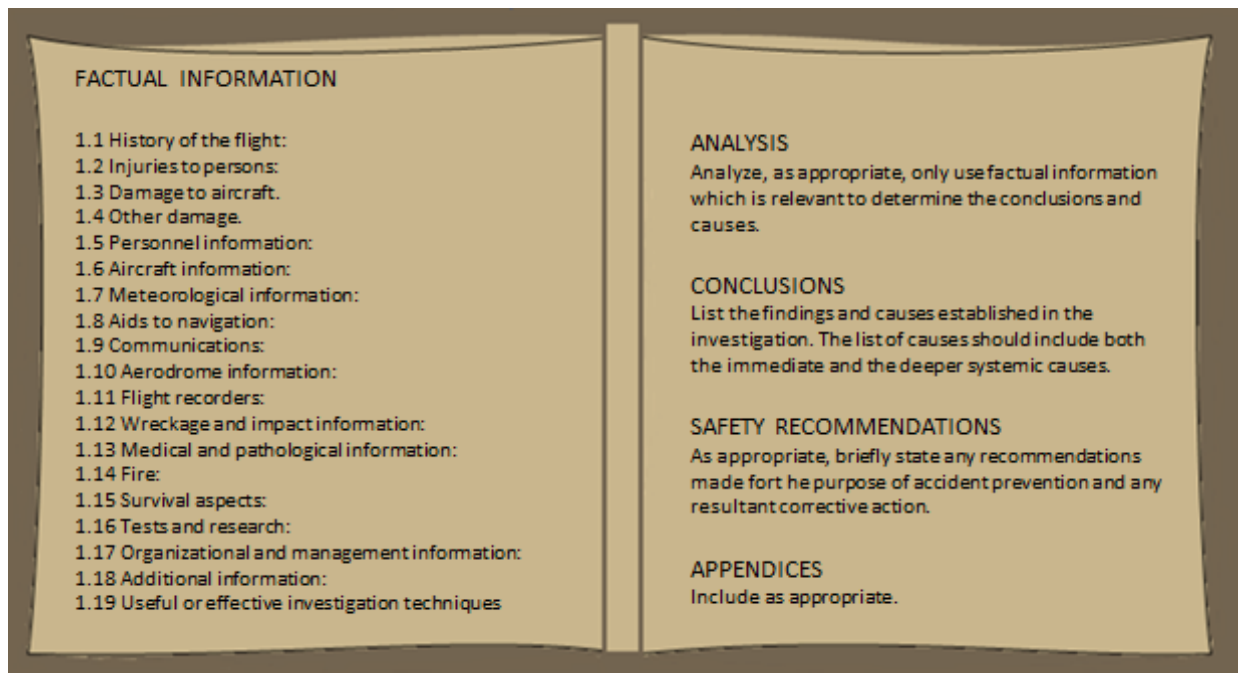 FACTUAL INFORMATION
1.1 History of the flight:
1.2 Injuries to persons:
1.3 Damage to aircraft.
1.4 Other damage.
1.5 Personnel information:
1.6 Aircraft information:
1.7 Meteorological information:
1.8 Aids to navigation:
1.9 Communications:
1.10 Aerodrome information:
1.11 Flight recorders:
1.12 Wreckage and impact information:
1.13 Medical and pathological information:
1.14 Fire:
1.15 Survival aspects:
1.16 Tests and research:
1.17 Organizational and management information:
1.18 Additional information:
1.19 Useful or effective investigation techniques
ANALYSIS
Analyze, as appropriate, only use factual information
which is relevant to determine the conclusions and
causes.
CONCLUSIONS
List the findings and causes established in the
investigation. The list of causes should include both
the immediate and the deeper systemic causes.
SAFETY RECOMMENDATIONS
As appropriate, briefly state any recommendations
made fort he purpose of accident prevention and any
resultant corrective action.
APPENDICES
Include as appropriate.